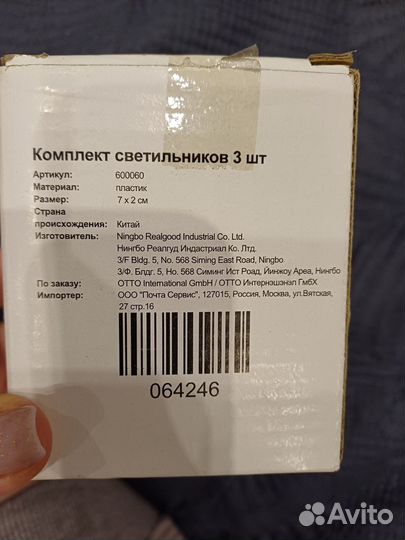 Комплект светильников 3 шт
Артикул: 600060
Материал: пластик
Размер: 7 x 2 см
Страна
происхождения: Китай
Изготовитель: Ningbo Realgood Industrial Co. Ltd.
Нингбо Реалгуд Индастриал Ко. Лтд.
3/F Bldg. 5, No. 568 Siming East Road, Ningbo
3/Ф. Блдг. 5, Но. 568 Симинг Ист Роад, Йинжоу Ареа, Нингбо
По заказу: OTTO International GmbH / ОТТО Интернэшэнэл ГмбХ
Импортер: ООО "Почта Сервис", 127015, Россия, Москва, ул.Вятская,
27 стр.16
064246
Avito